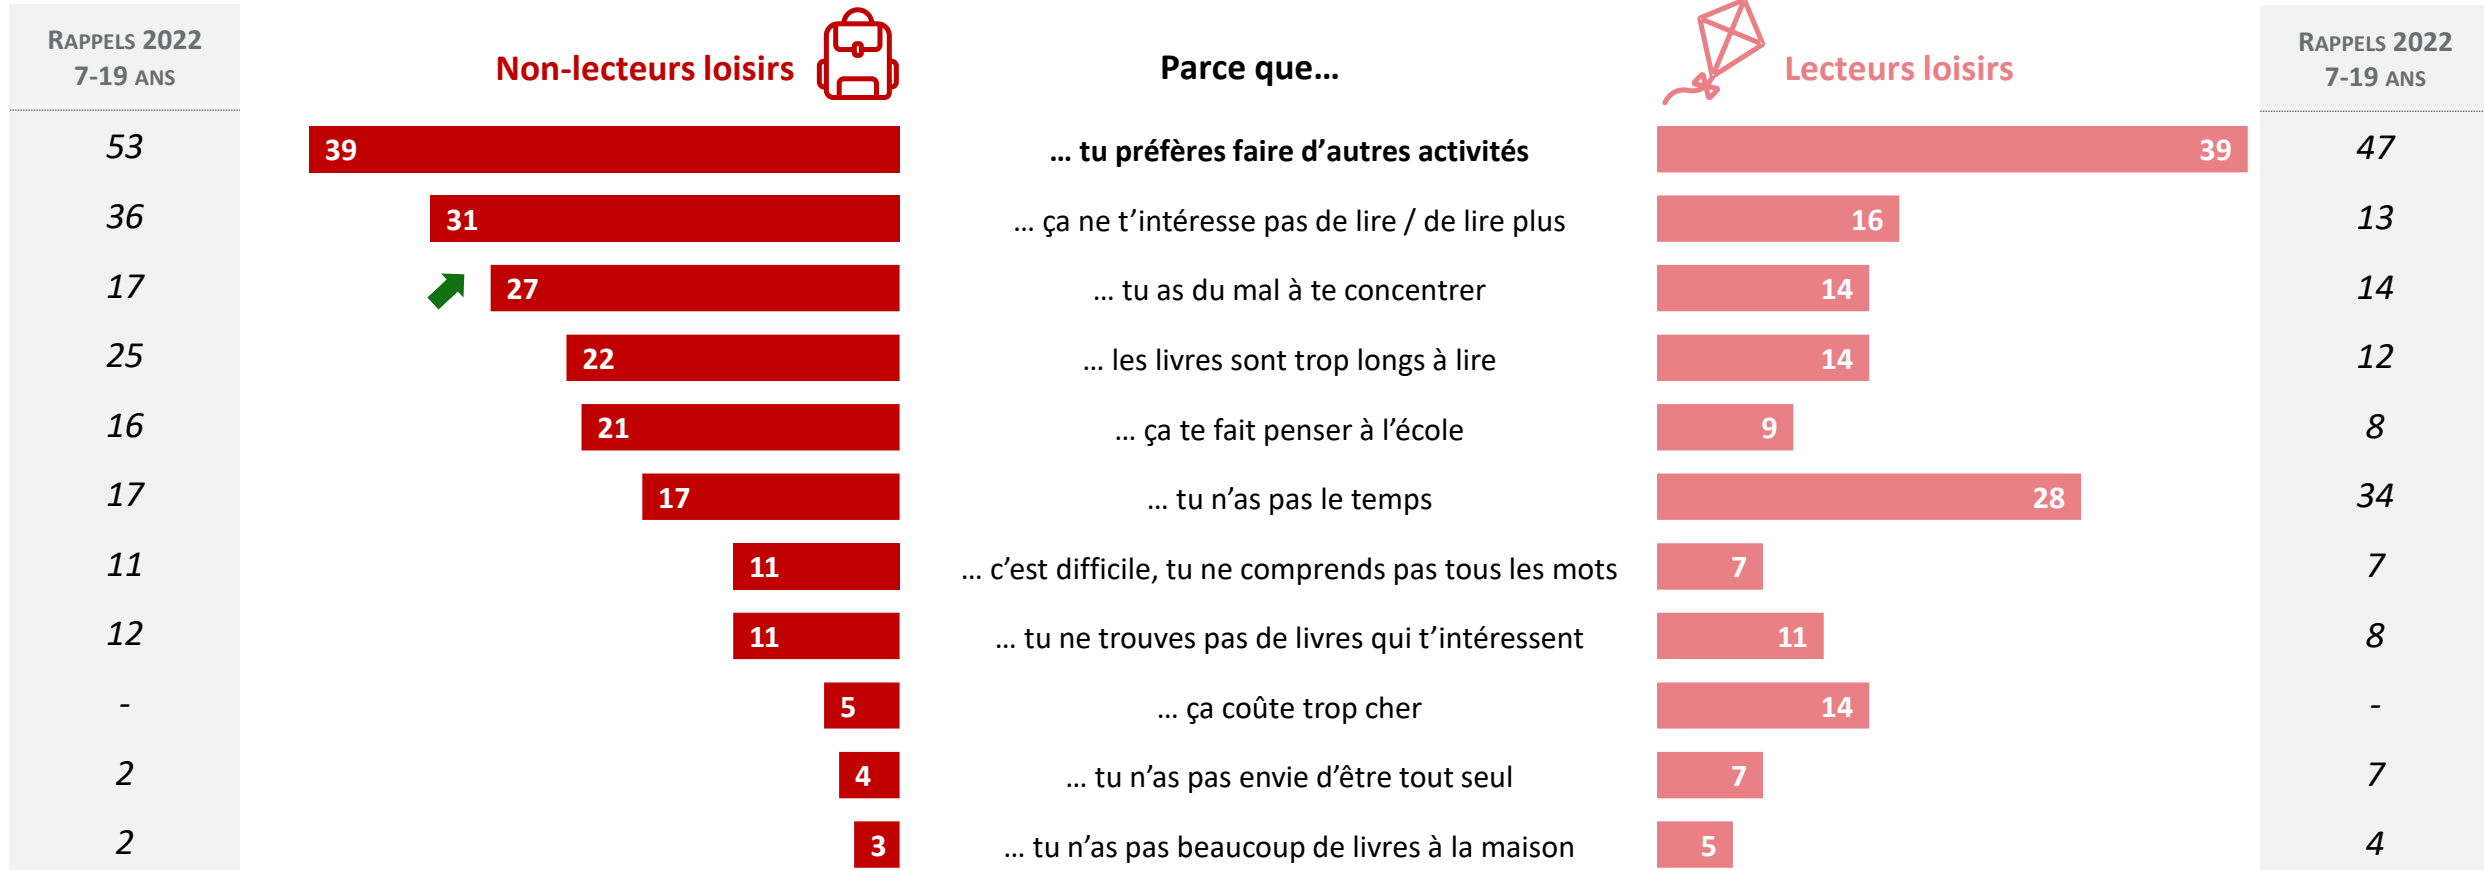 RAPPELS 2022
7-19 ANS
Non-lecteurs loisirs
Parce que…
Lecteurs loisirs
RAPPELS 2022
7-19 ANS
53 39 … tu préfères faire d’autres activités 39 47
36 31 … ça ne t’intéresse pas de lire / de lire plus 16 13
17 27 … tu as du mal à te concentrer 14 14
25 22 … les livres sont trop longs à lire 14 12
16 21 … ça te fait penser à l’école 9 8
17 17 … tu n’as pas le temps 28 34
11 11 … c’est difficile, tu ne comprends pas tous les mots 7 7
12 11 … tu ne trouves pas de livres qui t’intéressent 11 8
- 5 … ça coûte trop cher 14 -
2 4 … tu n’as pas envie d’être tout seul 7 7
2 3 … tu n’as pas beaucoup de livres à la maison 5 4